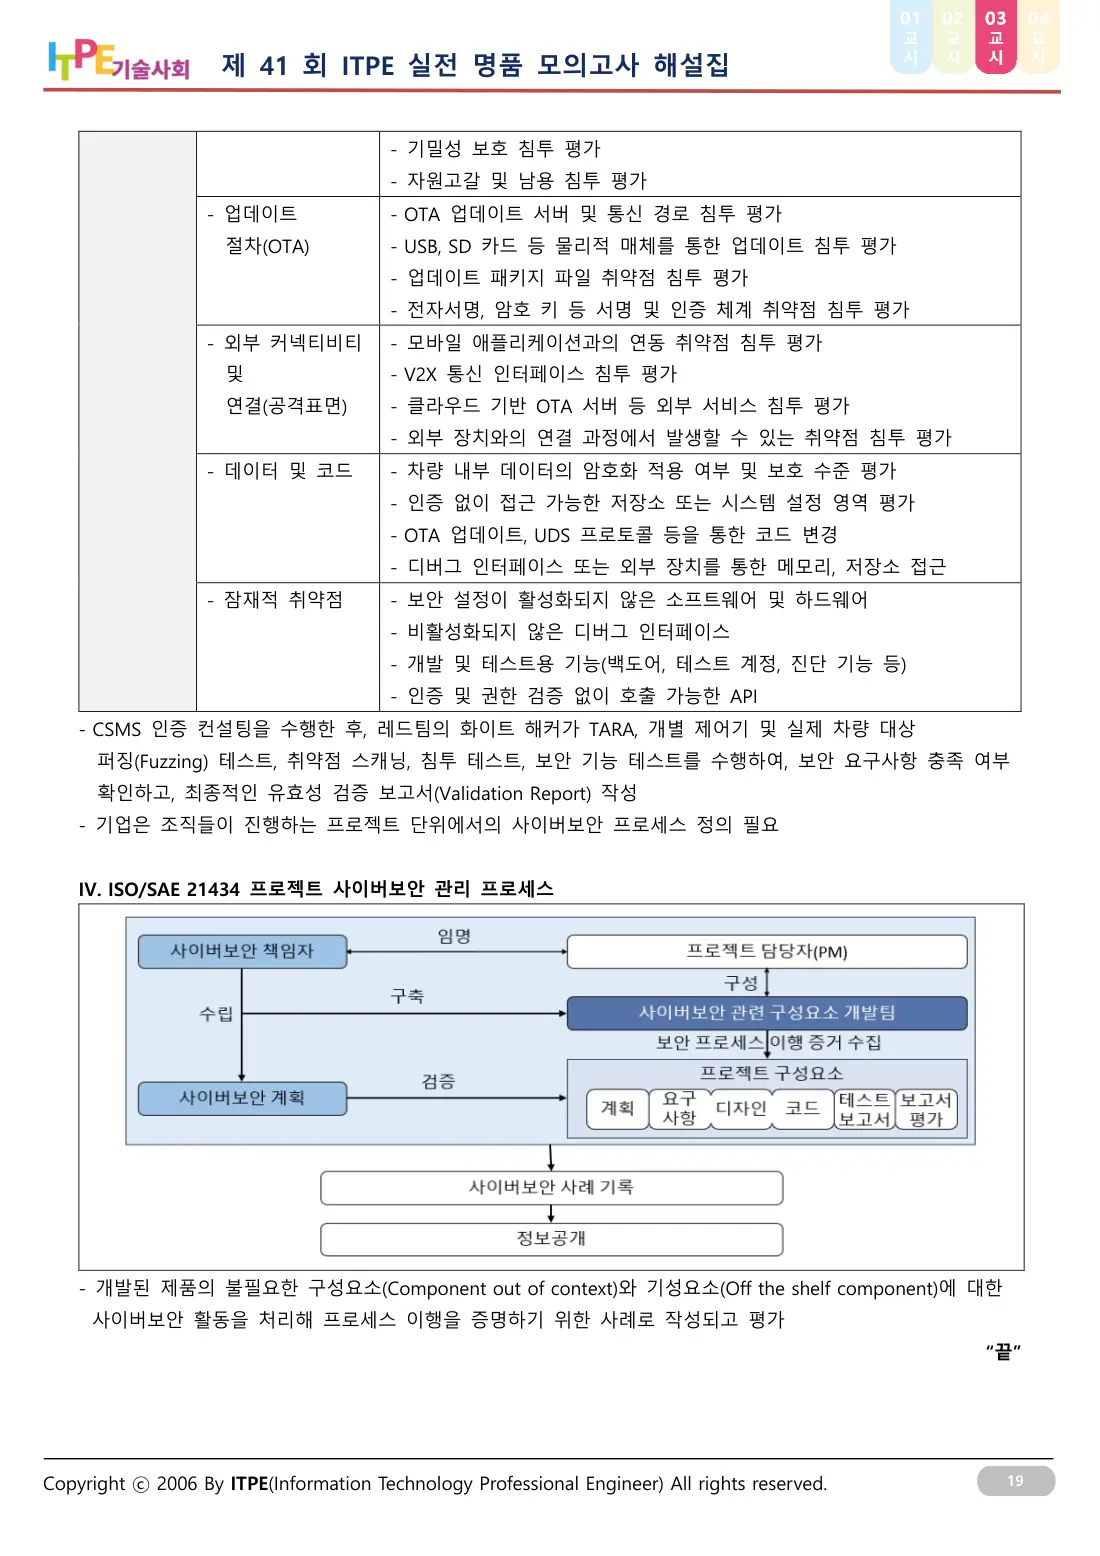 01 교시
02 교시
03 교시
04 교시
ITPE기술사회
제 41 회 ITPE 실전 명품 모의고사 해설집
- 기밀성 보호 침투 평가
- 자원고갈 및 남용 침투 평가
- 업데이트
절차(OTA)
- OTA 업데이트 서버 및 통신 경로 침투 평가
- USB, SD 카드 등 물리적 매체를 통한 업데이트 침투 평가
- 업데이트 패키지 파일 취약점 침투 평가
- 전자서명, 암호 키 등 서명 및 인증 체계 취약점 침투 평가
- 외부 커넥티비티
및
연결(공격표면)
- 모바일 애플리케이션과의 연동 취약점 침투 평가
- V2X 통신 인터페이스 침투 평가
- 클라우드 기반 OTA 서버 등 외부 서비스 침투 평가
- 외부 장치와의 연결 과정에서 발생할 수 있는 취약점 침투 평가
- 데이터 및 코드
- 차량 내부 데이터의 암호화 적용 여부 및 보호 수준 평가
- 인증 없이 접근 가능한 저장소 또는 시스템 설정 영역 평가
- OTA 업데이트, UDS 프로토콜 등을 통한 코드 변경
- 디버그 인터페이스 또는 외부 장치를 통한 메모리, 저장소 접근
- 잠재적 취약점
- 보안 설정이 활성화되지 않은 소프트웨어 및 하드웨어
- 비활성화되지 않은 디버그 인터페이스
- 개발 및 테스트용 기능(백도어, 테스트 계정, 진단 기능 등)
- 인증 및 권한 검증 없이 호출 가능한 API
- CSMS 인증 컨설팅을 수행한 후, 레드팀의 화이트 해커가 TARA, 개별 제어기 및 실제 차량 대상
퍼징(Fuzzing) 테스트, 취약점 스캐닝, 침투 테스트, 보안 기능 테스트를 수행하여, 보안 요구사항 충족 여부
확인하고, 최종적인 유효성 검증 보고서(Validation Report) 작성
- 기업은 조직들이 진행하는 프로젝트 단위에서의 사이버보안 프로세스 정의 필요
IV. ISO/SAE 21434 프로젝트 사이버보안 관리 프로세스
사이버보안 책임자
임명
프로젝트 담당자(PM)
구성
수립
구축
사이버보안 관련 구성요소 개발팀
보안 프로세스 이행 증거 수집
사이버보안 계획
검증
프로젝트 구성요소
계획
요구
사항
디자인
코드
테스트
보고서
보고서
평가
사이버보안 사례 기록
정보공개
- 개발된 제품의 불필요한 구성요소(Component out of context)와 기성요소(Off the shelf component)에 대한
사이버보안 활동을 처리해 프로세스 이행을 증명하기 위한 사례로 작성되고 평가
“끝”
Copyright ⓒ 2006 By ITPE(Information Technology Professional Engineer) All rights reserved.
19